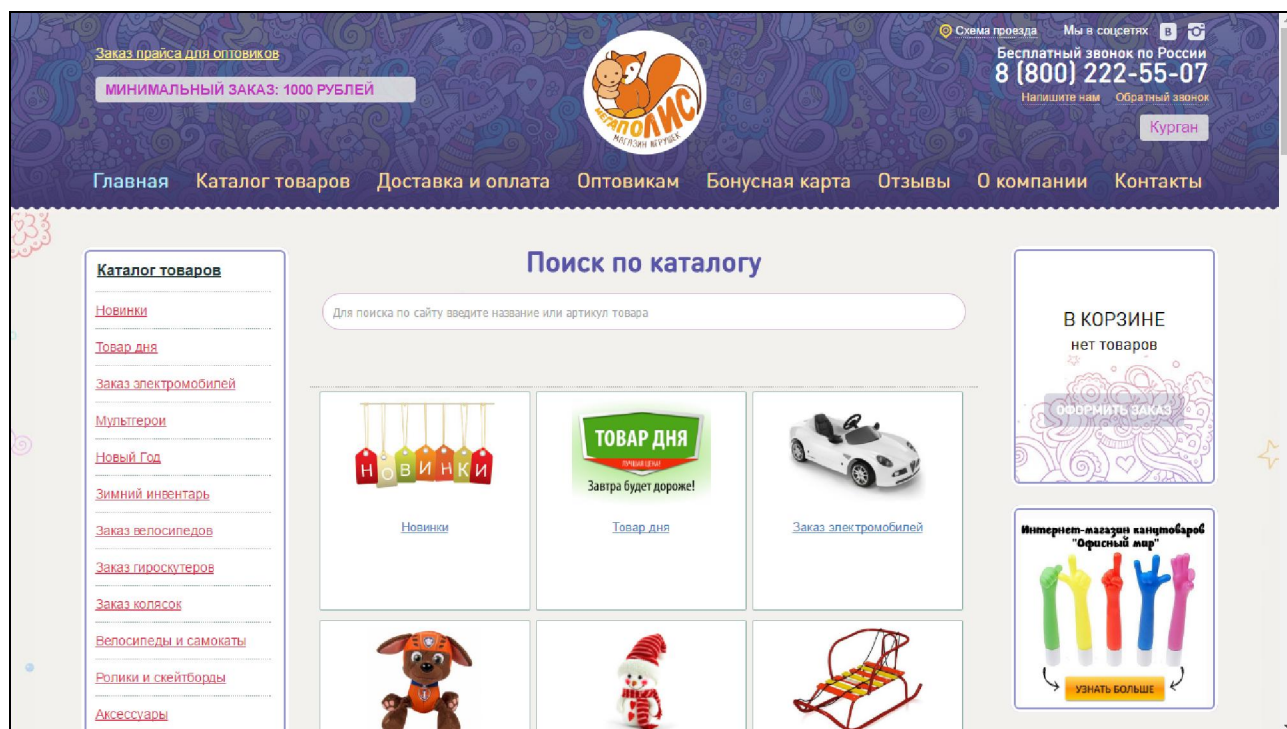 Заказ прайса для оптовиков
МИНИМАЛЬНЫЙ ЗАКАЗ: 1000 РУБЛЕЙ
МЕГАПОЛИС
МАГАЗИН ИГРУШЕК
Схема проезда Мы в соцсетях B
Бесплатный звонок по России
8 (800) 222-55-07
Напишите нам Обратный звонок
Курган
Главная Каталог товаров Доставка и оплата Оптовикам Бонусная карта Отзывы О компании Контакты
Каталог товаров
Новинки
Товар дня
Заказ электромобилей
Мультгерои
Новый Год
Зимний инвентарь
Заказ велосипедов
Заказ гироскутеров
Заказ колясок
Велосипеды и самокаты
Ролики и скейтборды
Аксессуары
Поиск по каталогу
Для поиска по сайту введите название или артикул товара
НОВИНКИ
Новинки
ТОВАР ДНЯ
ЛУЧШАЯ ЦЕНА!
Завтра будет дороже!
Товар дня
Заказ электромобилей
В КОРЗИНЕ
нет товаров
ОФОРМИТЬ ЗАКАЗ
Интернет-магазин канцтоваров
"Офисный мир"
УЗНАТЬ БОЛЬШЕ